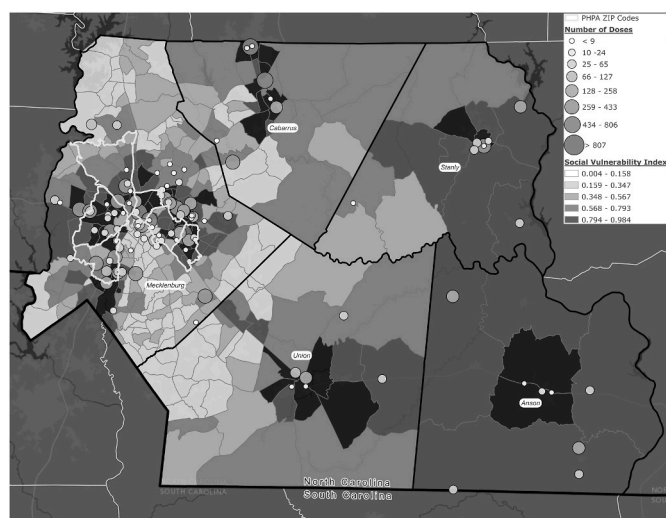 PHPA ZIP Codes
Number of Doses
< 9
10 -24
25 - 65
66 - 127
128 - 258
259 - 433
434 - 806
> 807
Social Vulnerability Index
0.004 - 0.158
0.159 - 0.347
0.348 - 0.567
0.568 - 0.793
0.794 - 0.984
Cabarrus
Stanly
Mecklenburg
Union
Anson
North Carolina
South Carolina
SOUTH CAROLINA